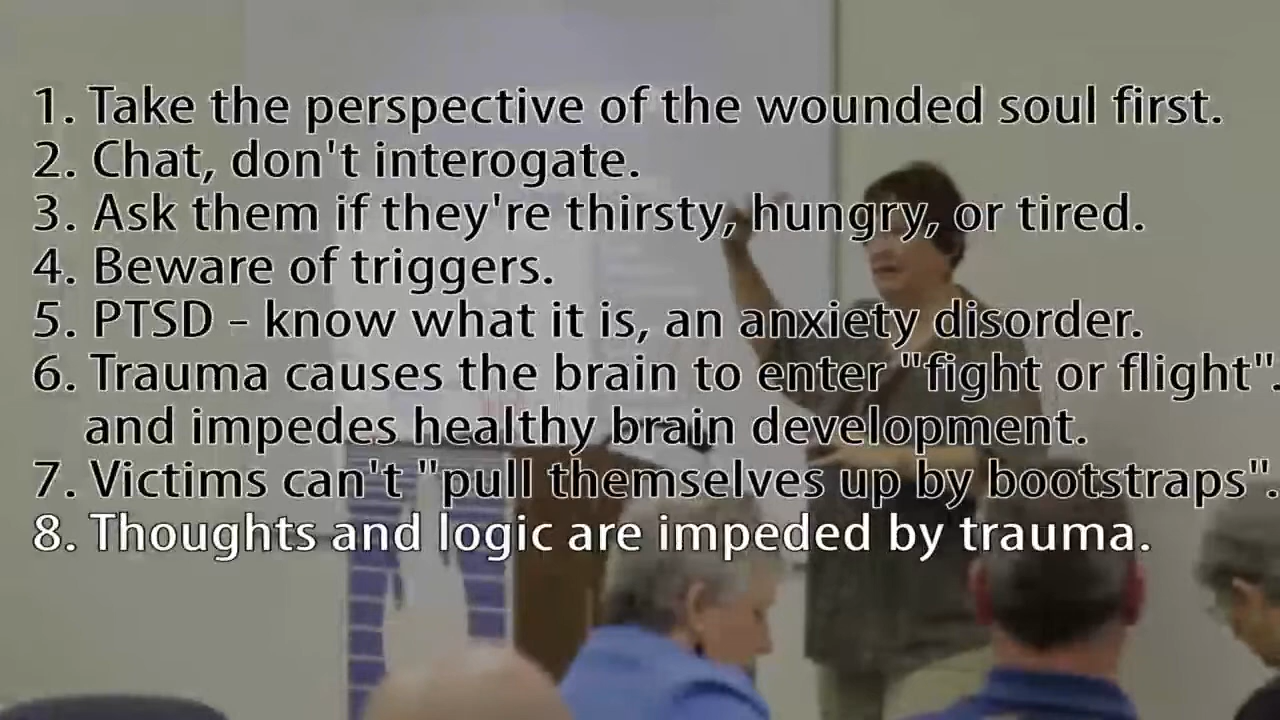 1. Take the perspective of the wounded soul first.
2. Chat, don't interogate.
3. Ask them if they're thirsty, hungry, or tired.
4. Beware of triggers.
5. PTSD - know what it is, an anxiety disorder.
6. Trauma causes the brain to enter "fight or flight".
and impedes healthy brain development.
7. Victims can't "pull themselves up by bootstraps".
8. Thoughts and logic are impeded by trauma.